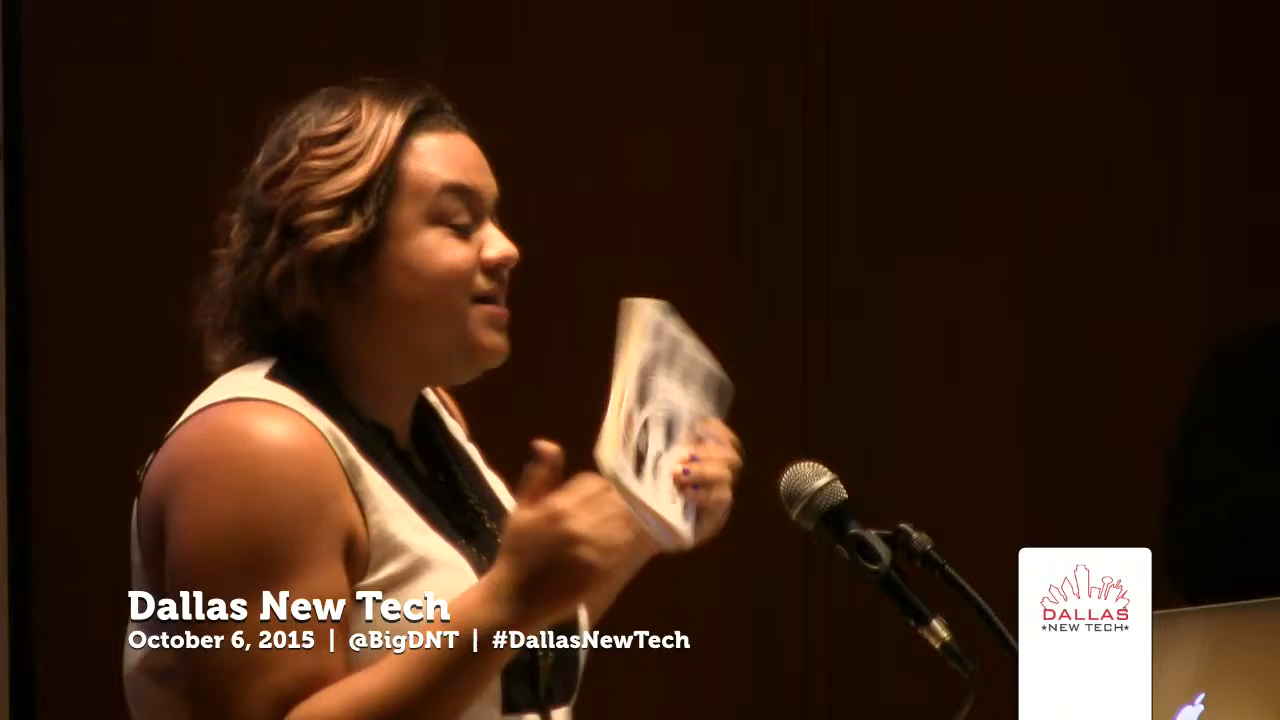 Dallas New Tech
October 6, 2015 | @BigDNT | #DallasNewTech
DALLAS
★NEW TECH★